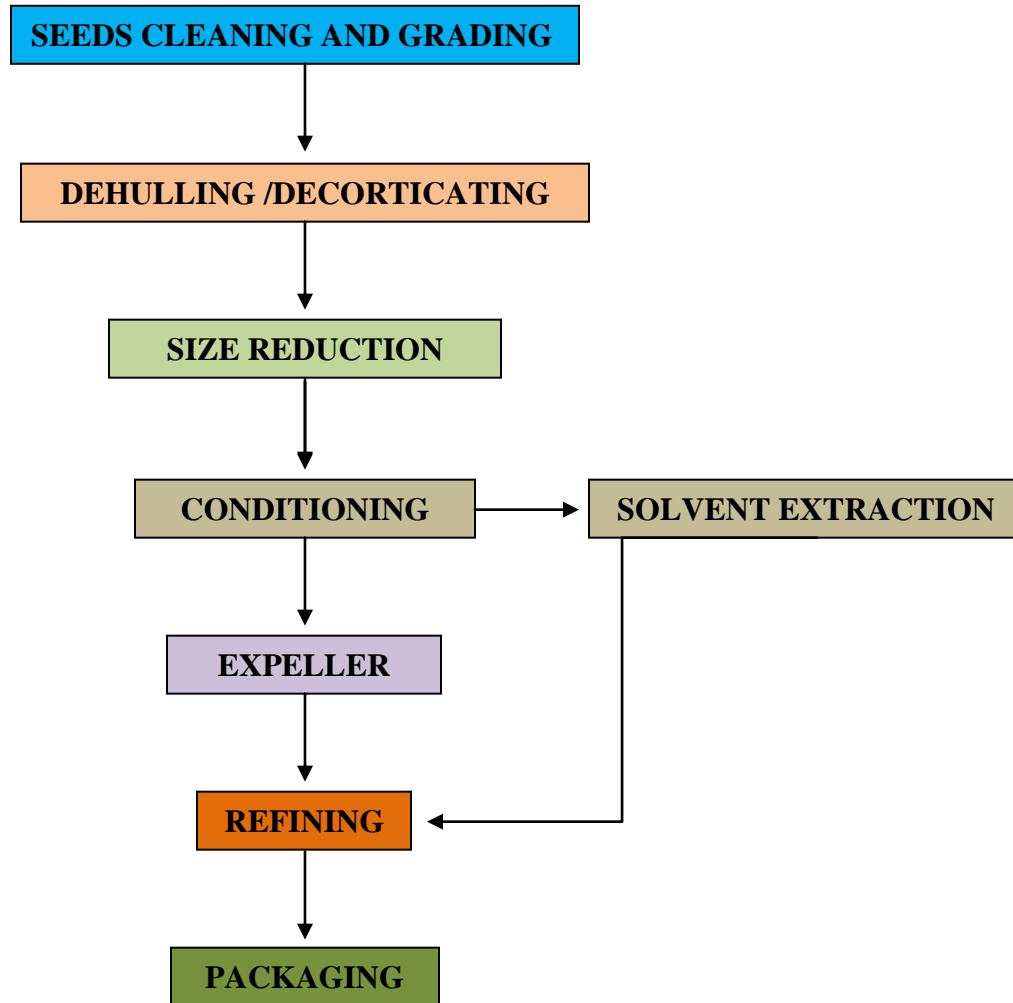 SEEDS CLEANING AND GRADING
DEHULLING /DECORTICATING
SIZE REDUCTION
CONDITIONING
SOLVENT EXTRACTION
EXPELLER
REFINING
PACKAGING